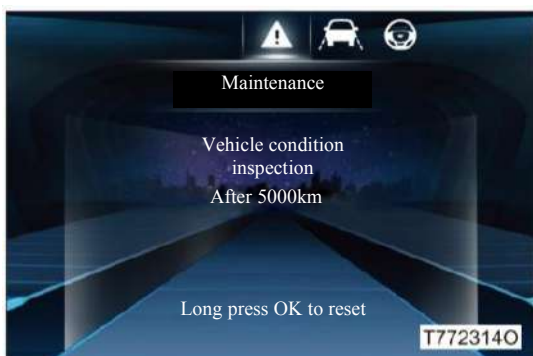 Maintenance
Vehicle condition
inspection
After 5000km
Long press OK to reset
T772314O